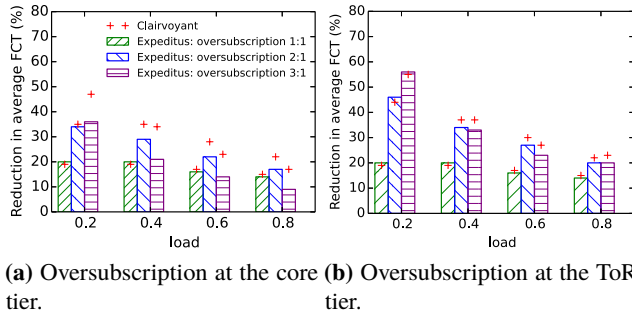 Reduction in average FCT (%)
80
70
60
50
40
30
20
10
0
Clairvoyant
Expeditus: oversubscription 1:1
Expeditus: oversubscription 2:1
Expeditus: oversubscription 3:1
0.2 0.4 0.6 0.8
load
Reduction in average FCT (%)
80
70
60
50
40
30
20
10
0
0.2 0.4 0.6 0.8
load
(a) Oversubscription at the core
tier.
(b) Oversubscription at the ToR
tier.